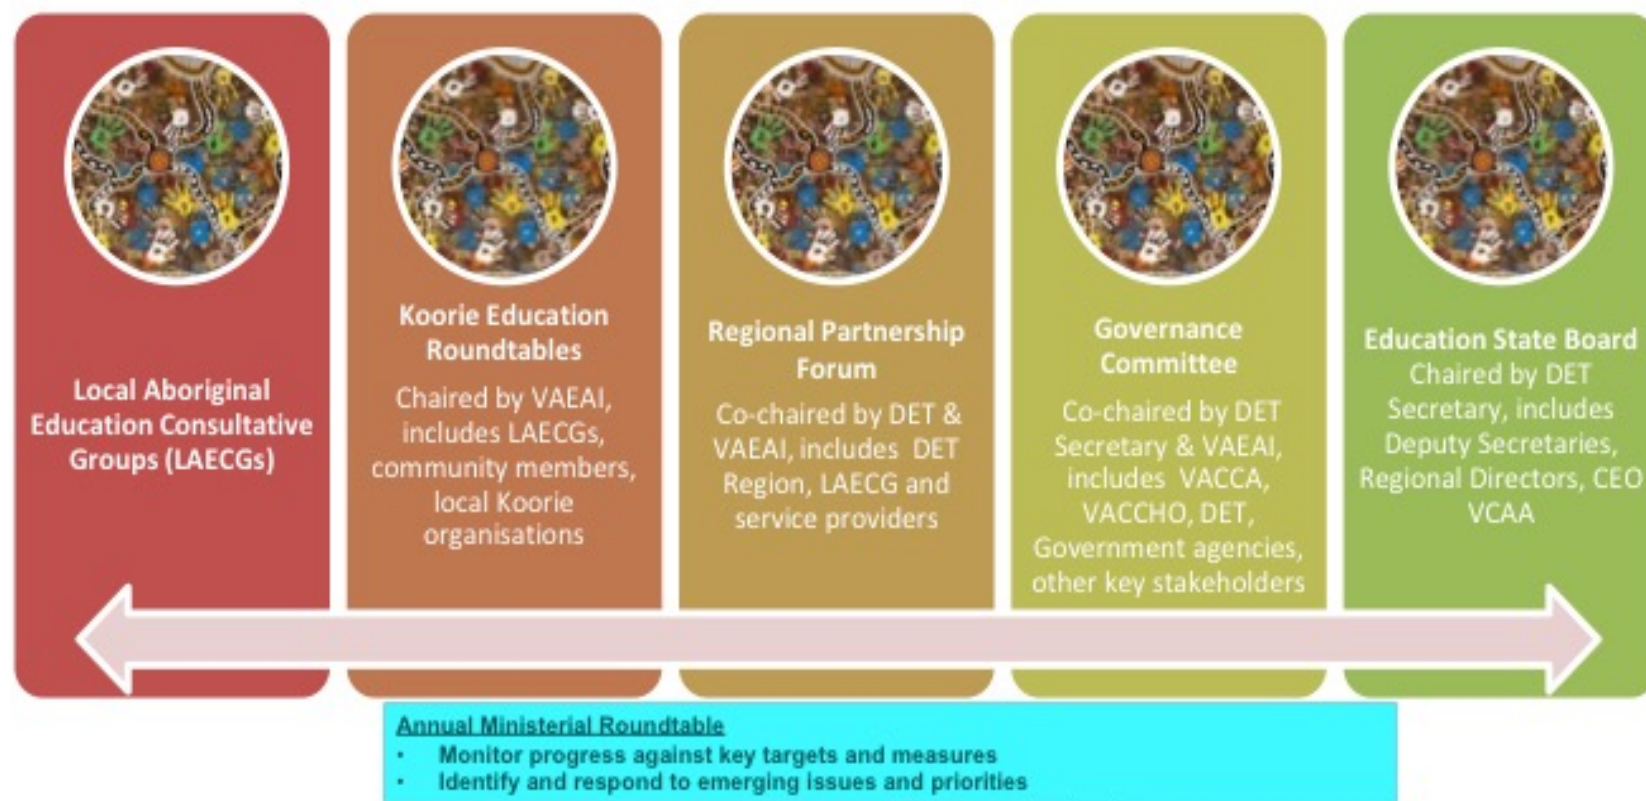 Local Aboriginal
Education Consultative
Groups (LAECGs)
Koorie Education
Roundtables
Chaired by VAEAI,
includes LAECGs,
community members,
local Koorie
organisations
Regional Partnership
Forum
Co-chaired by DET &
VAEAI, includes DET
Region, LAECG and
service providers
Governance
Committee
Co-chaired by DET
Secretary & VAEAI,
includes VACCA,
VACCHO, DET,
Government agencies,
other key stakeholders
Education State Board
Chaired by DET
Secretary, includes
Deputy Secretaries,
Regional Directors, CEO
VCAA
Annual Ministerial Roundtable
• Monitor progress against key targets and measures
• Identify and respond to emerging issues and priorities